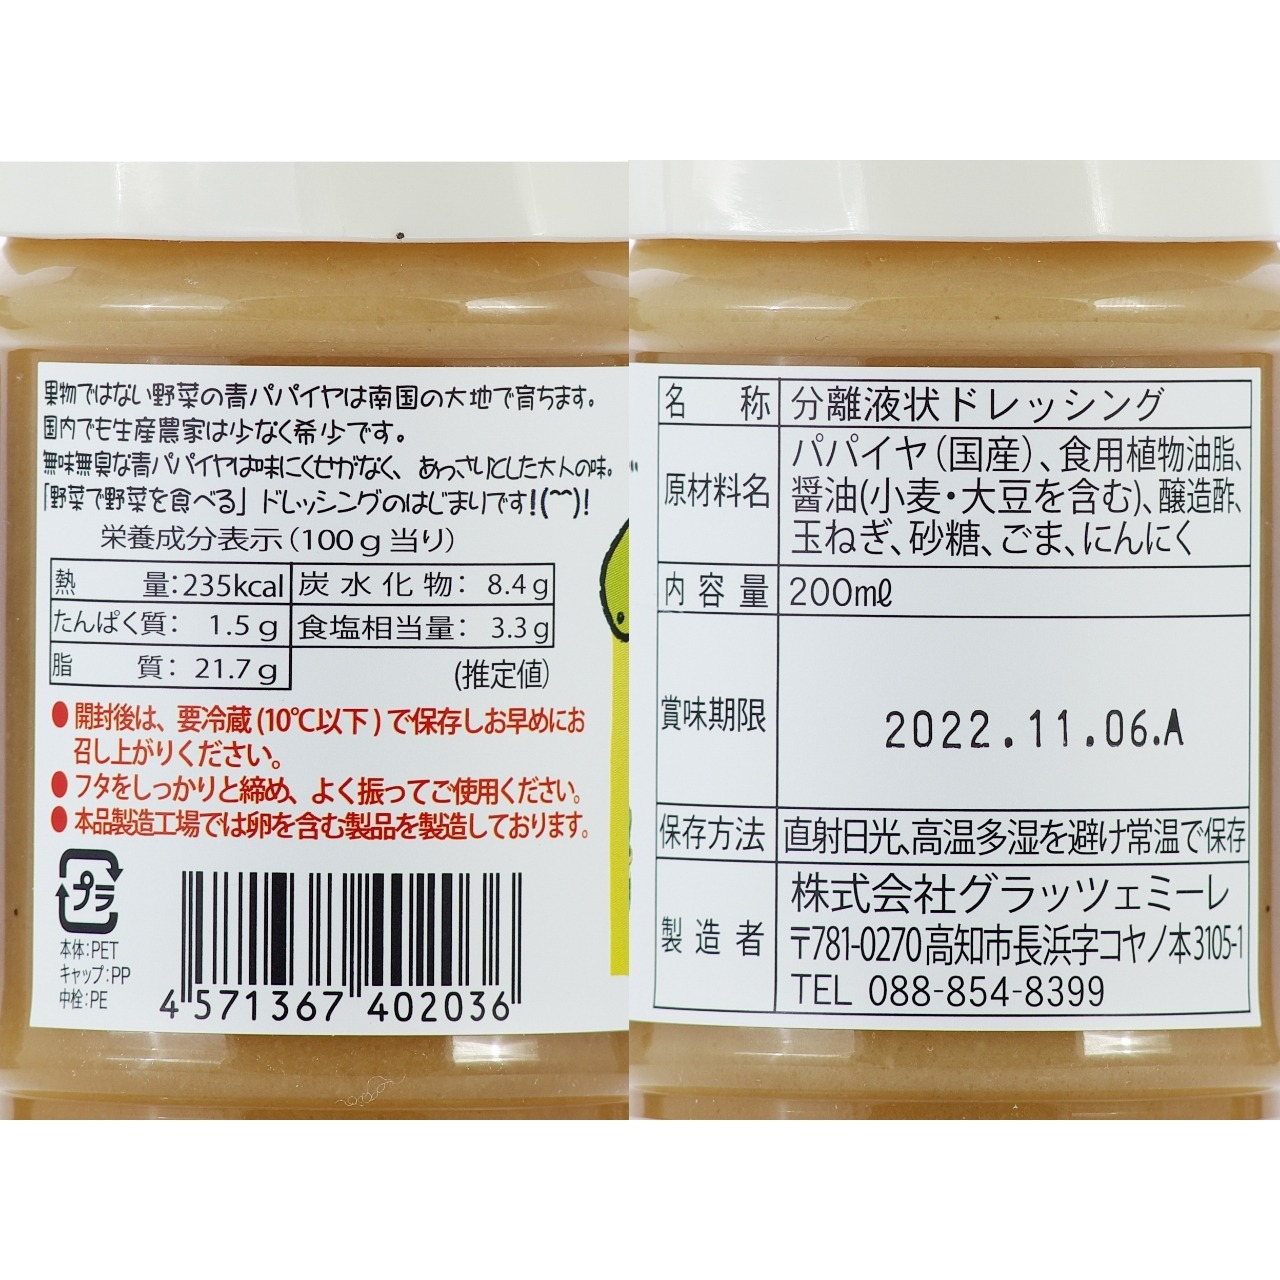 果物ではない野菜の青パパイヤは南国の大地で育ちます。
国内でも生産農家は少なく希少です。
無味無臭な青パパイヤは味にくせがなく、あっさりとした大人の味。
「野菜で野菜を食べる」ドレッシングのはじまりです!(^^)!
栄養成分表示(100g当り)
熱量:235kcal 炭水化物: 8.4g
たんぱく質: 1.5g 食塩相当量: 3.3g
脂質: 21.7g (推定値)
●開封後は、要冷蔵(10℃以下)で保存しお早めにお
召し上がりください。
●フタをしっかりと締め、よく振ってご使用ください。
●本品製造工場では卵を含む製品を製造しております。
プラ
本体:PET
キャップ:PP
中栓:PE
4 571367 402036
名称 分離液状ドレッシング
原材料名 パパイヤ(国産)、食用植物油脂、
醤油(小麦・大豆を含む)、醸造酢、
玉ねぎ、砂糖、ごま、にんにく
内容量 200mℓ
賞味期限 2022.11.06.A
保存方法 直射日光、高温多湿を避け常温で保存
製造者 株式会社グラッツェミーレ
〒781-0270高知市長浜字コヤノ本3105-1
TEL 088-854-8399